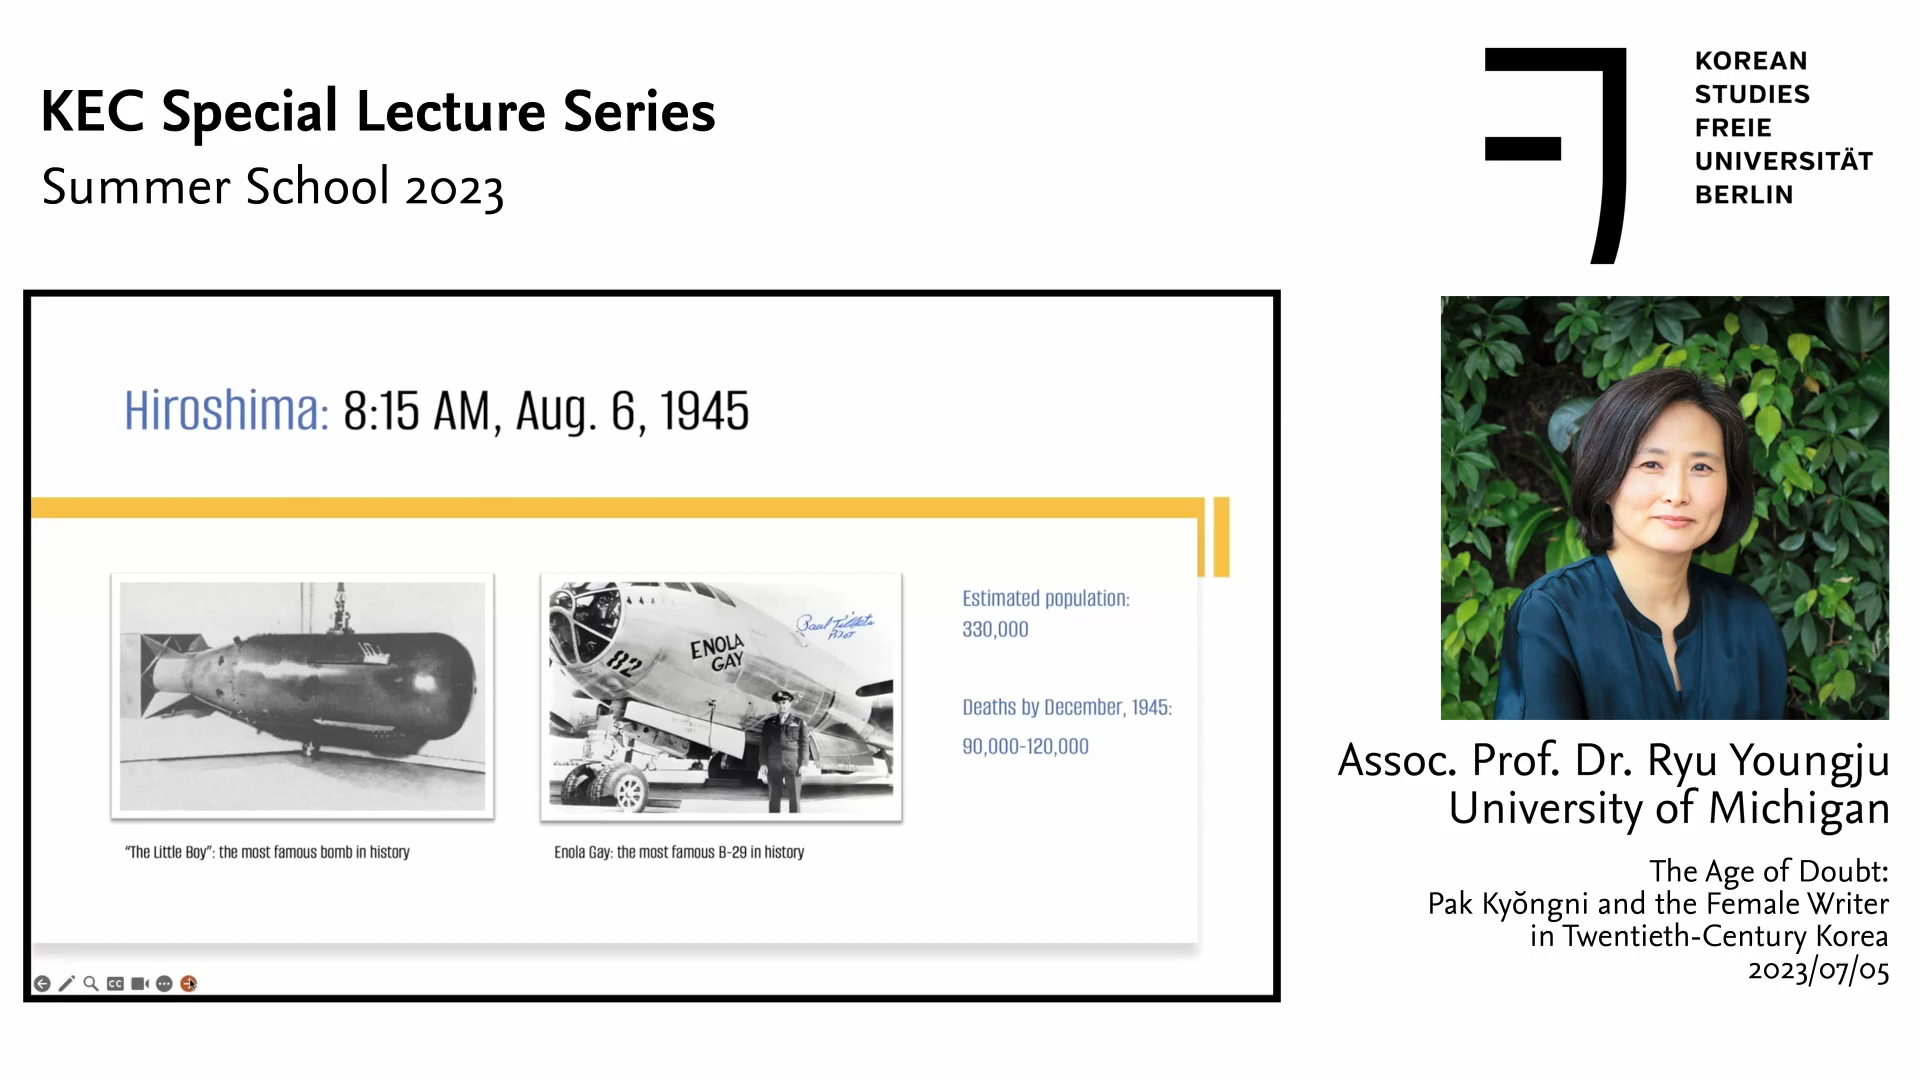 KEC Special Lecture Series
Summer School 2023
KOREAN
STUDIES
FREIE
UNIVERSITÄT
BERLIN
Hiroshima: 8:15 AM, Aug. 6, 1945
ENOLA
GAY
82
Paul Tibbets
Pilot
Estimated population:
330,000
Deaths by December, 1945:
90,000-120,000
“The Little Boy”: the most famous bomb in history
Enola Gay: the most famous B-29 in history
CC
Assoc. Prof. Dr. Ryu Youngju
University of Michigan
The Age of Doubt:
Pak Kyŏngni and the Female Writer
in Twentieth-Century Korea
2023/07/05